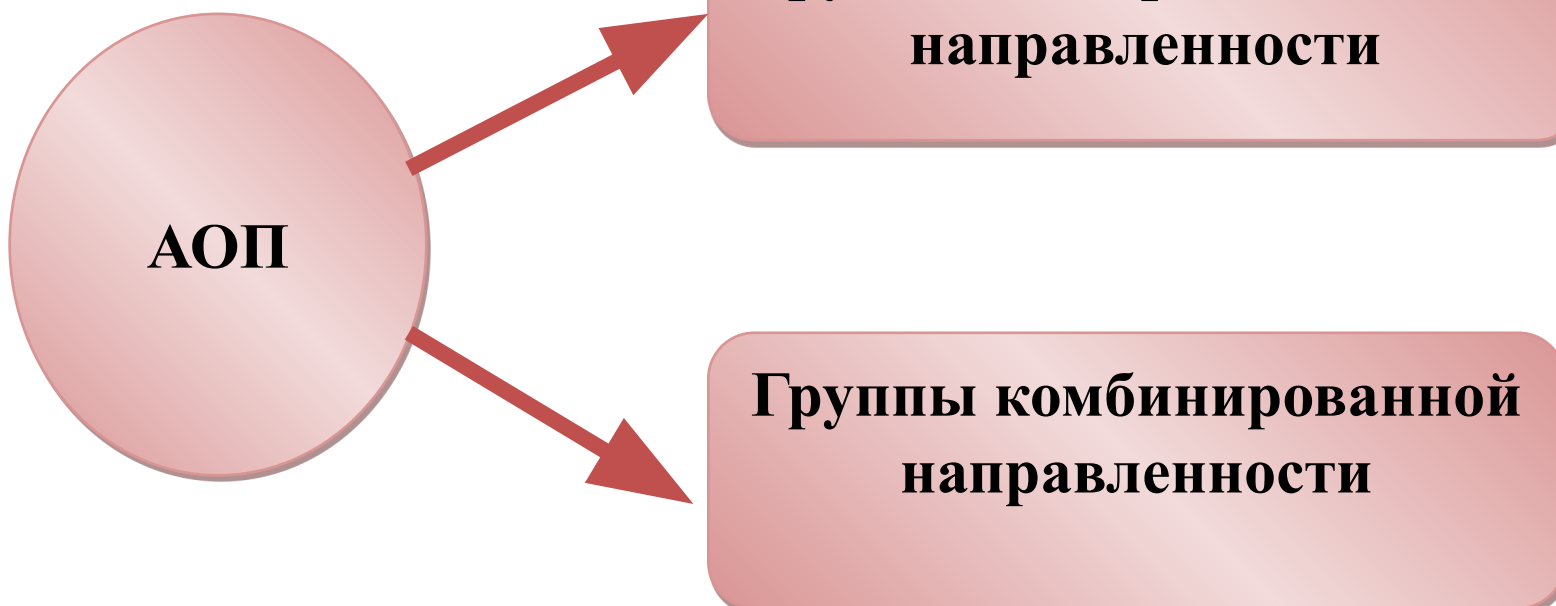 направленности
АОП
Группы комбинированной
направленности